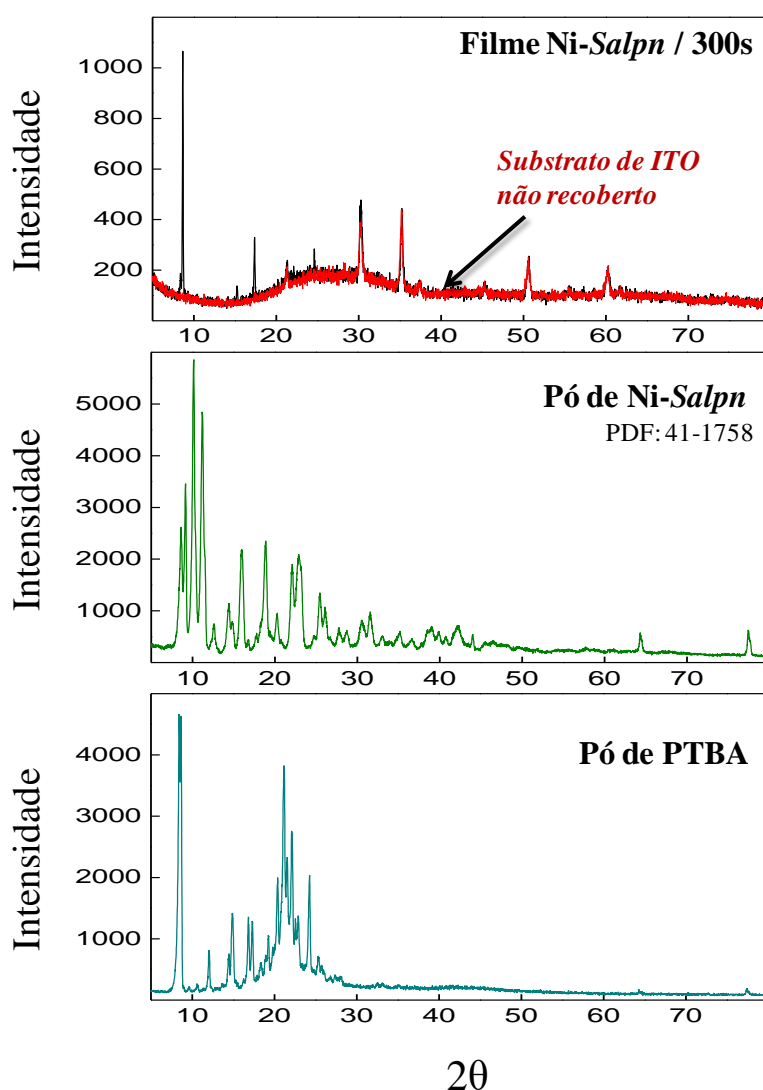 Filme Ni-Salpn / 300s
1000
800
600
400
200
Intensidade
Substrato de ITO
não recoberto
10 20 30 40 50 60 70
Pó de Ni-Salpn
PDF: 41-1758
5000
4000
3000
2000
1000
Intensidade
10 20 30 40 50 60 70
Pó de PTBA
4000
3000
2000
1000
Intensidade
10 20 30 40 50 60 70
2θ